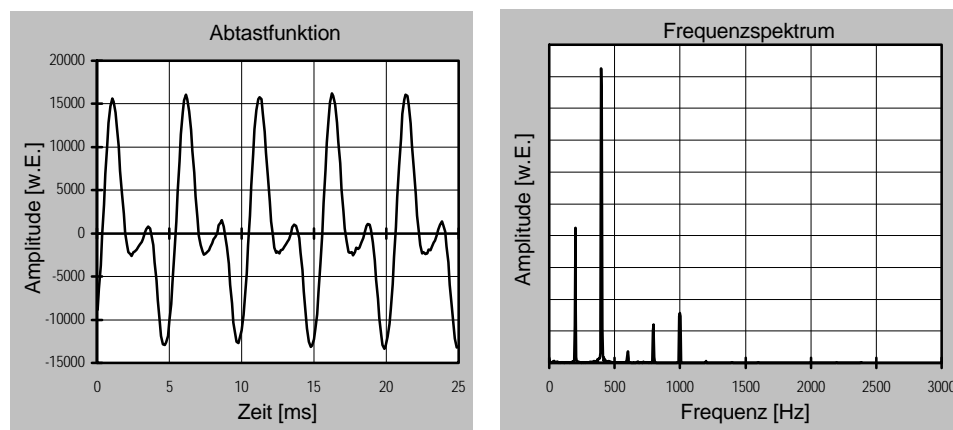 Abtastfunktion
20000
15000
10000
5000
0
-5000
-10000
-15000
Amplitude [w.E.]
0 5 10 15 20 25
Zeit [ms]
Frequenzspektrum
Amplitude [w.E.]
0 500 1000 1500 2000 2500 3000
Frequenz [Hz]